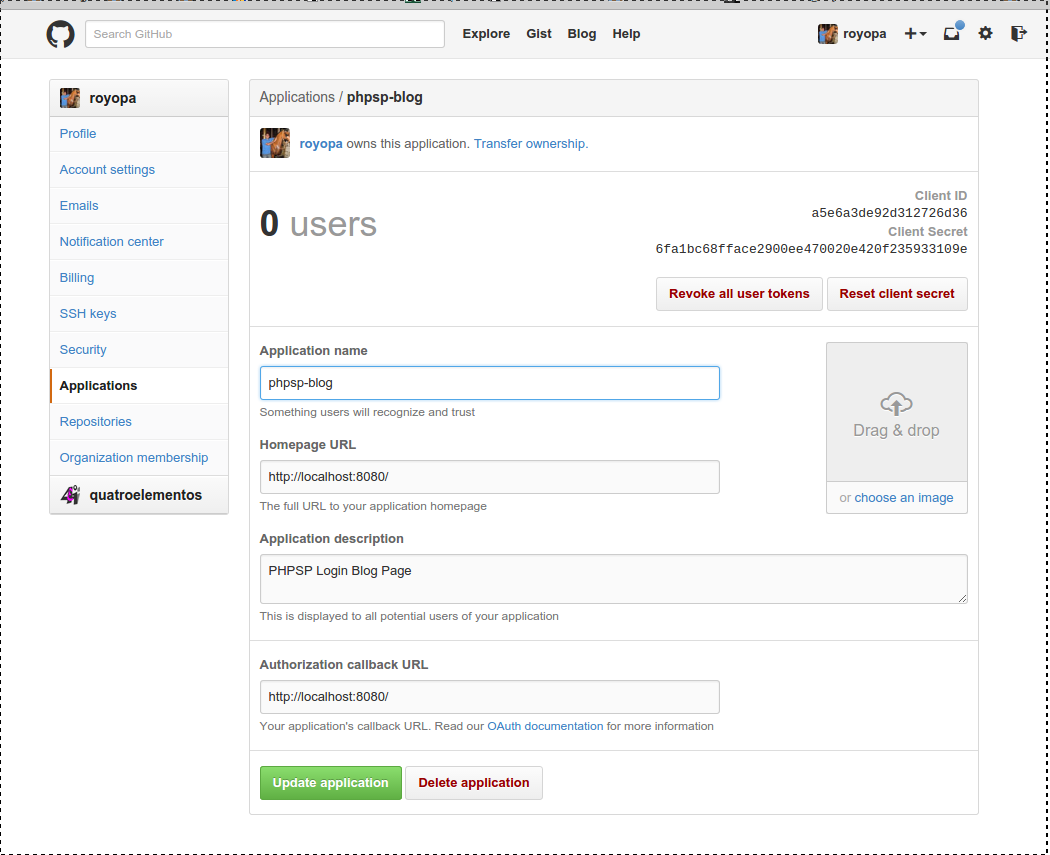 Search GitHub
Explore Gist Blog Help
royopa
royopa
Profile
Account settings
Emails
Notification center
Billing
SSH keys
Security
Applications
Repositories
Organization membership
quatroelementos
Applications / phpsp-blog
royopa owns this application. Transfer ownership.
0 users
Client ID
a5e6a3de92d312726d36
Client Secret
6fa1bc68fface2900ee470020e420f235933109e
Revoke all user tokens
Reset client secret
Application name
phpsp-blog
Something users will recognize and trust
Homepage URL
http://localhost:8080/
The full URL to your application homepage
Drag & drop
or choose an image
Application description
PHPSP Login Blog Page
This is displayed to all potential users of your application
Authorization callback URL
http://localhost:8080/
Your application's callback URL. Read our OAuth documentation for more information
Update application
Delete application